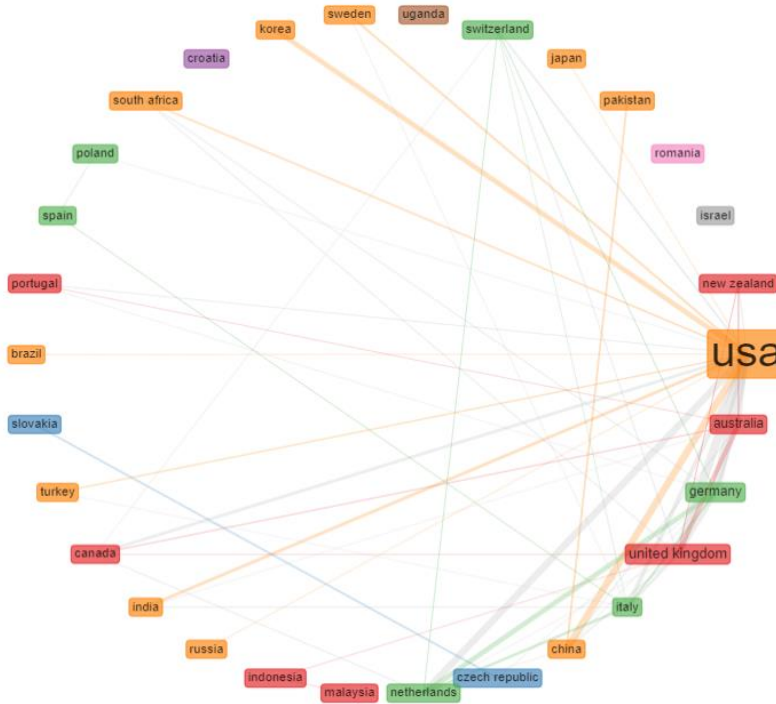 sweden
uganda
korea
switzerland
croatia
japan
south africa
pakistan
poland
romania
spain
israel
portugal
new zealand
brazil
usa
slovakia
australia
turkey
germany
canada
united kingdom
india
italy
russia
china
indonesia
czech republic
malaysia
netherlands